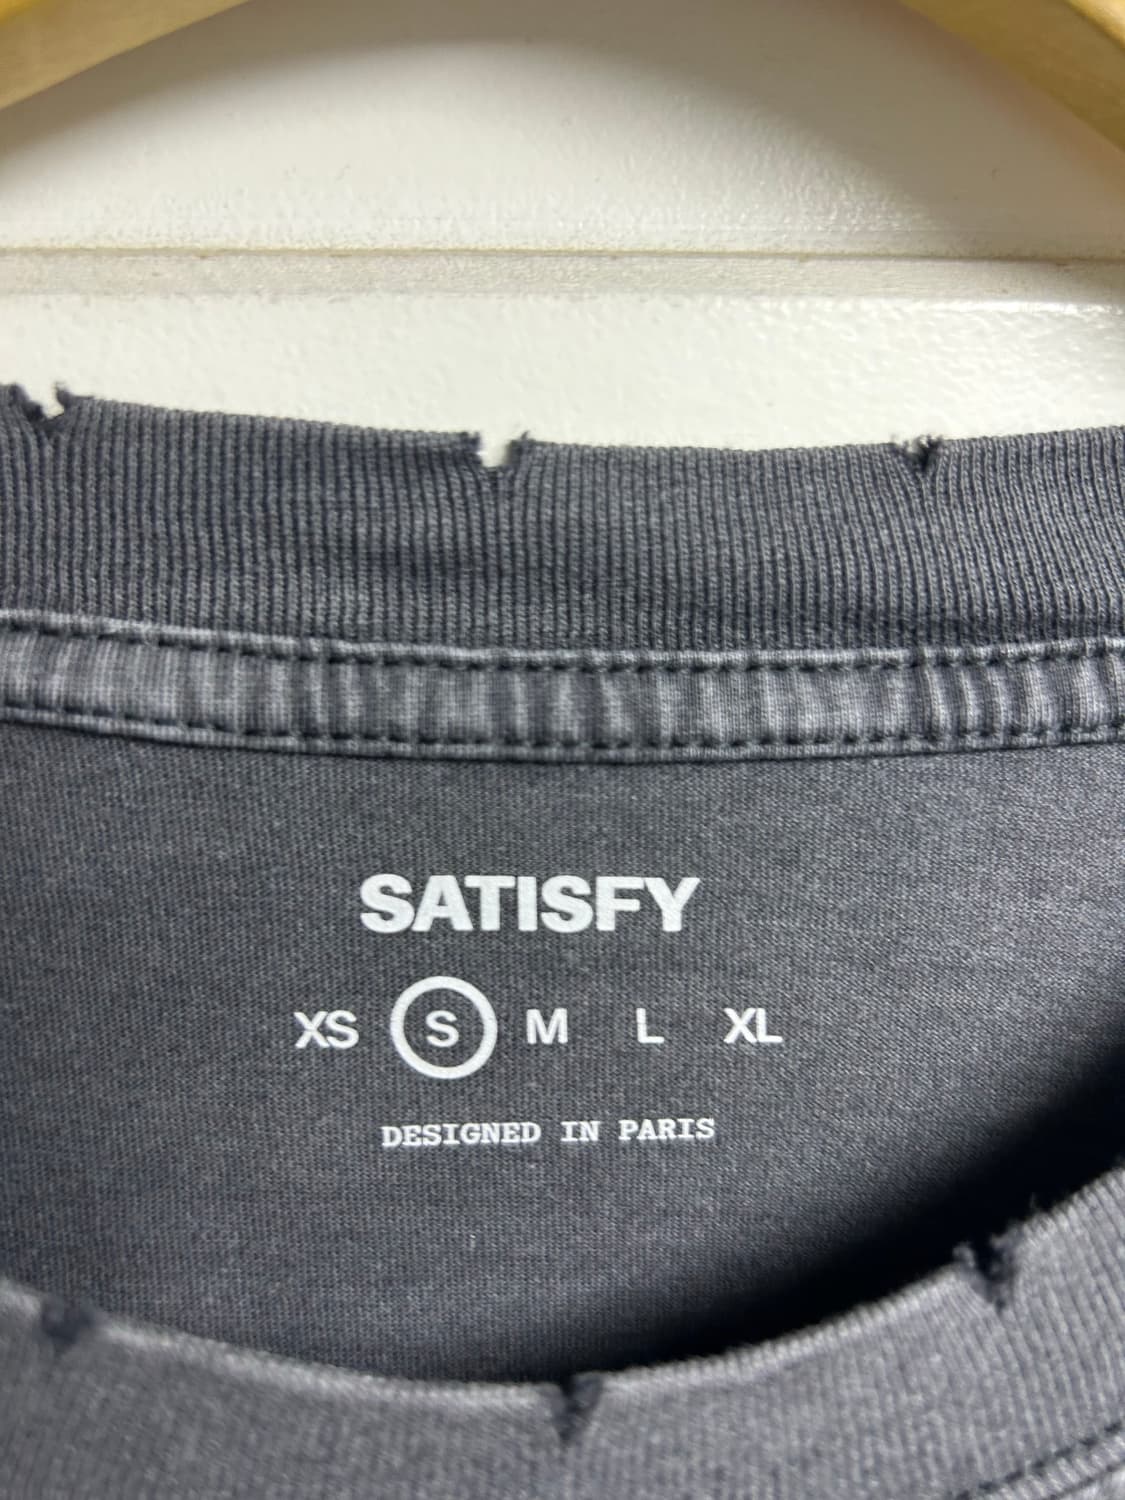 SATISFY
XS S M L XL
DESIGNED IN PARIS